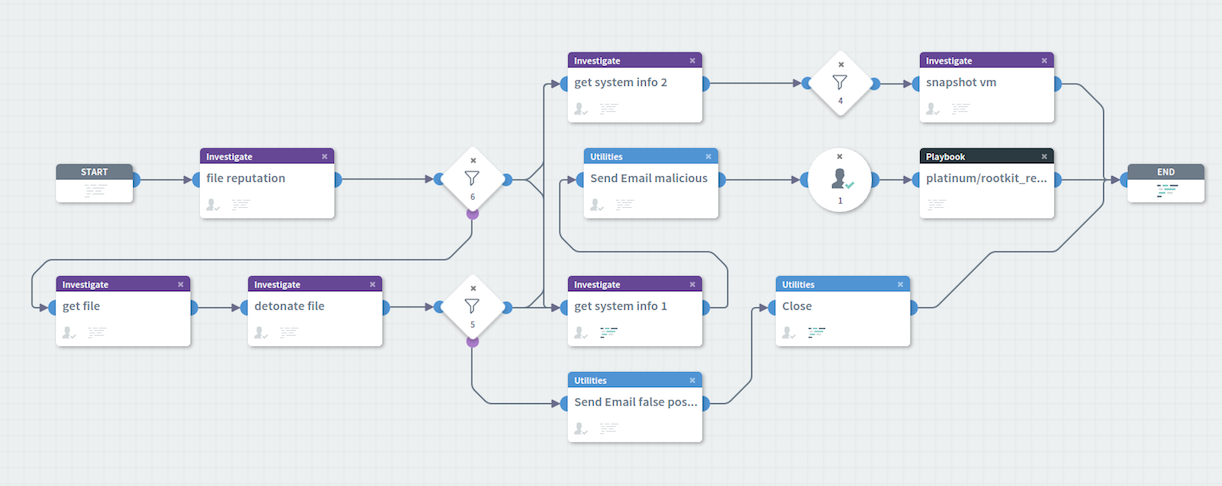 Investigate
get system info 2
4
Investigate
snapshot vm
START
Investigate
file reputation
6
Utilities
Send Email malicious
1
Playbook
platinum/rootkit_re...
END
Investigate
get file
Investigate
detonate file
5
Investigate
get system info 1
Utilities
Close
Utilities
Send Email false pos...